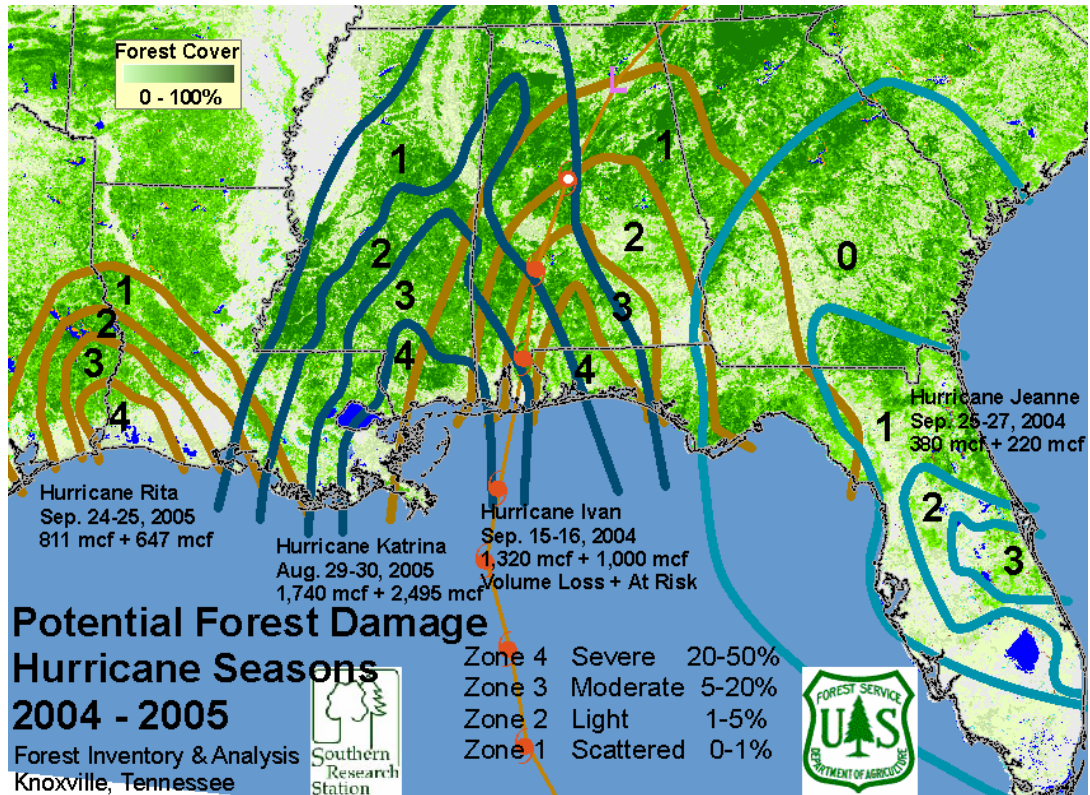 Forest Cover
0 - 100%
L
1
1
2
2
0
3
3
4
4
1
2
3
4
1
2
3
Hurricane Jeanne
Sep. 25-27, 2004
380 mcf + 220 mcf
Hurricane Rita
Sep. 24-25, 2005
811 mcf + 647 mcf
Hurricane Katrina
Aug. 29-30, 2005
1,740 mcf + 2,495 mcf
Hurricane Ivan
Sep. 15-16, 2004
1,320 mcf + 1,000 mcf
Volume Loss + At Risk
Potential Forest Damage
Hurricane Seasons
2004 - 2005
Forest Inventory & Analysis
Knoxville, Tennessee
Southern
Research
Station
Zone 4 Severe 20-50%
Zone 3 Moderate 5-20%
Zone 2 Light 1-5%
Zone 1 Scattered 0-1%
FOREST SERVICE
U S
DEPARTMENT OF AGRICULTURE